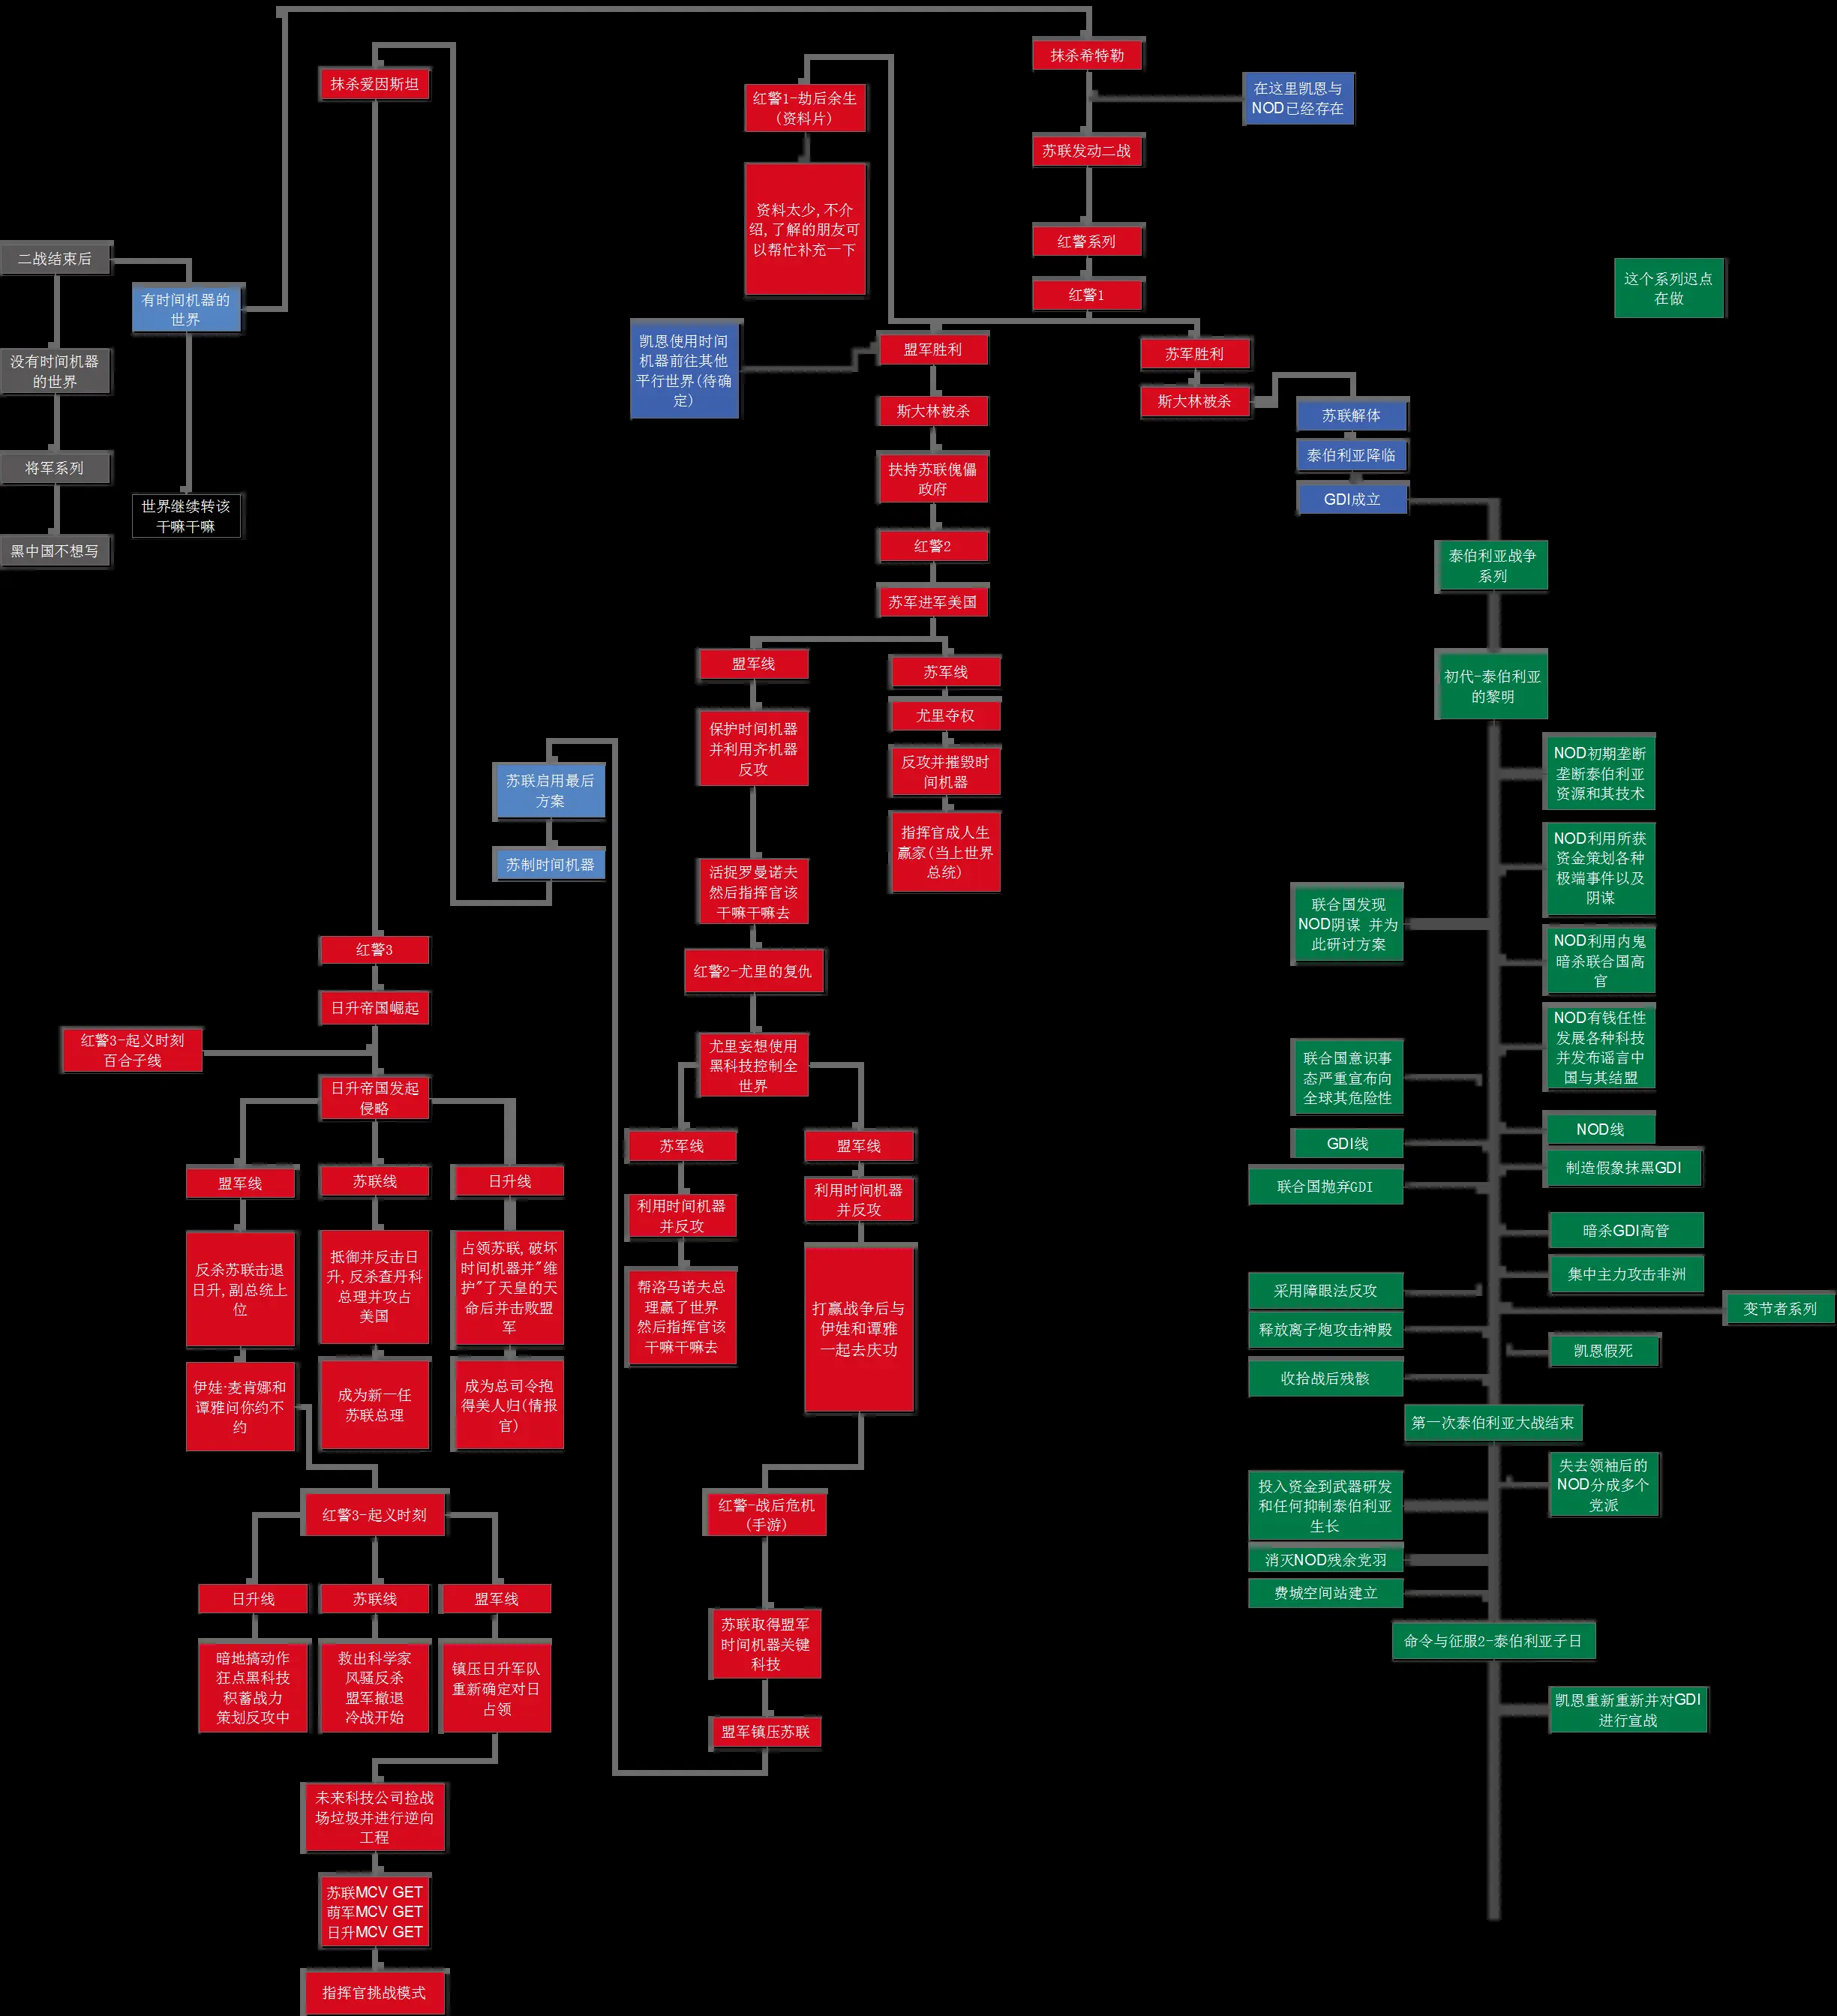 抹杀希特勒
在这里凯恩与
NOD已经存在
苏联发动二战
红警系列
红警1
红警1-劫后余生
(资料片)
资料太少,不介
绍,了解的朋友可
以帮忙补充一下
抹杀爱因斯坦
二战结束后
有时间机器的
世界
没有时间机器
的世界
将军系列
世界继续转该
干嘛干嘛
黑中国不想写
这个系列迟点
在做
凯恩使用时间
机器前往其他
平行世界(待确
定)
盟军胜利
斯大林被杀
扶持苏联傀儡
政府
红警2
苏军进军美国
苏军胜利
斯大林被杀
苏联解体
泰伯利亚降临
GDI成立
盟军线
保护时间机器
并利用齐机器
反攻
活捉罗曼诺夫
然后指挥官该
干嘛干嘛去
苏军线
尤里夺权
反攻并摧毁时
间机器
指挥官成人生
赢家(当上世界
总统)
红警2-尤里的复仇
尤里妄想使用
黑科技控制全
世界
苏军线
利用时间机器
并反攻
帮洛马诺夫总
理赢了世界
然后指挥官该
干嘛干嘛去
盟军线
利用时间机器
并反攻
打赢战争后与
伊娃和谭雅
一起去庆功
红警-战后危机
(手游)
苏联取得盟军
时间机器关键
科技
盟军镇压苏联
苏联启用最后
方案
苏制时间机器
红警3
日升帝国崛起
红警3-起义时刻
百合子线
日升帝国发起
侵略
盟军线
反杀苏联击退
日升,副总统上
位
伊娃·麦肯娜和
谭雅问你约不
约
苏联线
抵御并反击日
升,反杀查丹科
总理并攻占
美国
成为新一任
苏联总理
日升线
占领苏联,破坏
时间机器并"维
护"了天皇的天
命后并击败盟
军
成为总司令抱
得美人归(情报
官)
红警3-起义时刻
日升线
暗地搞动作
狂点黑科技
积蓄战力
策划反攻中
苏联线
救出科学家
风骚反杀
盟军撤退
冷战开始
盟军线
镇压日升军队
重新确定对日
占领
未来科技公司捡战
场垃圾并进行逆向
工程
苏联MCV GET
萌军MCV GET
日升MCV GET
指挥官挑战模式
泰伯利亚战争
系列
初代-泰伯利亚
的黎明
NOD初期垄断
垄断泰伯利亚
资源和其技术
NOD利用所获
资金策划各种
极端事件以及
阴谋
联合国发现
NOD阴谋 并为
此研讨方案
NOD利用内鬼
暗杀联合国高
官
NOD有钱任性
发展各种科技
并发布谣言中
国与其结盟
联合国意识事
态严重宣布向
全球其危险性
NOD线
GDI线
制造假象抹黑GDI
联合国抛弃GDI
暗杀GDI高管
集中主力攻击非洲
采用障眼法反攻
变节者系列
释放离子炮攻击神殿
凯恩假死
收拾战后残骸
第一次泰伯利亚大战结束
失去领袖后的
NOD分成多个
党派
投入资金到武器研发
和任何抑制泰伯利亚
生长
消灭NOD残余党羽
费城空间站建立
命令与征服2-泰伯利亚子日
凯恩重新重新并对GDI
进行宣战